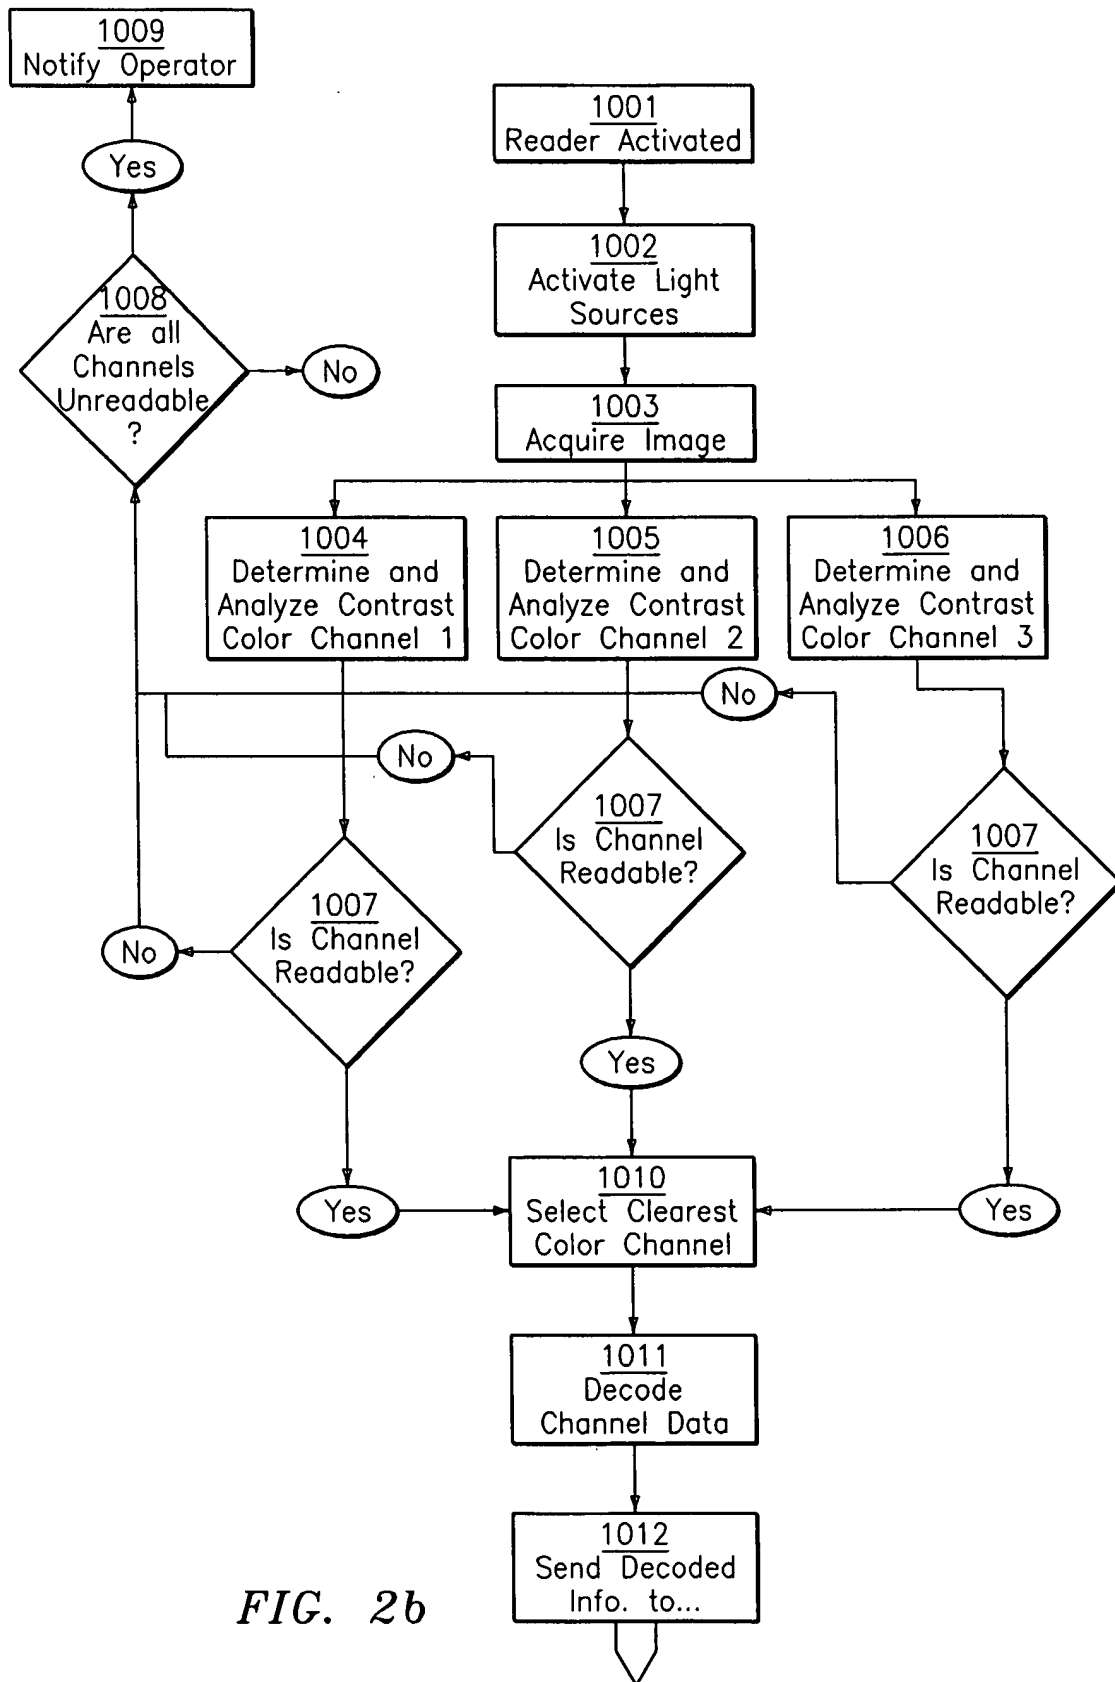 1009
Notify Operator
Yes
1008
Are all
Channels
Unreadable
?
No
1001
Reader Activated
1002
Activate Light
Sources
1003
Acquire Image
1004
Determine and
Analyze Contrast
Color Channel 1
1005
Determine and
Analyze Contrast
Color Channel 2
1006
Determine and
Analyze Contrast
Color Channel 3
No
No
No
1007
Is Channel
Readable?
1007
Is Channel
Readable?
1007
Is Channel
Readable?
Yes
Yes
Yes
1010
Select Clearest
Color Channel
1011
Decode
Channel Data
1012
Send Decoded
Info. to...
FIG. 2b